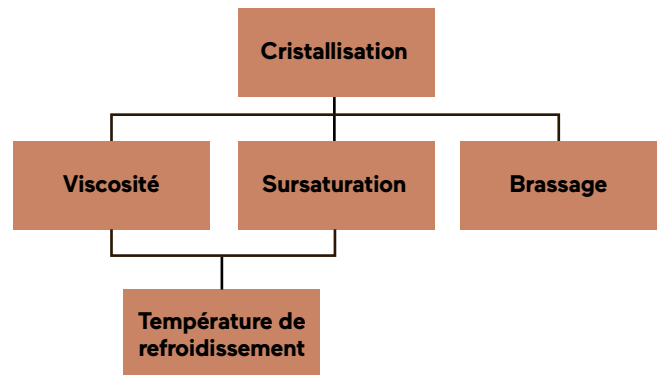 Cristallisation
Viscosité
Sursaturation
Brassage
Température de
refroidissement